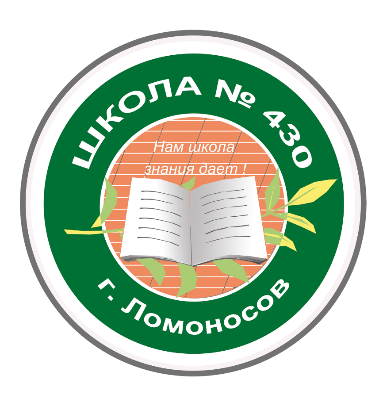 ШКОЛА № 430
Нам школа
знания дает !
г. Ломоносов